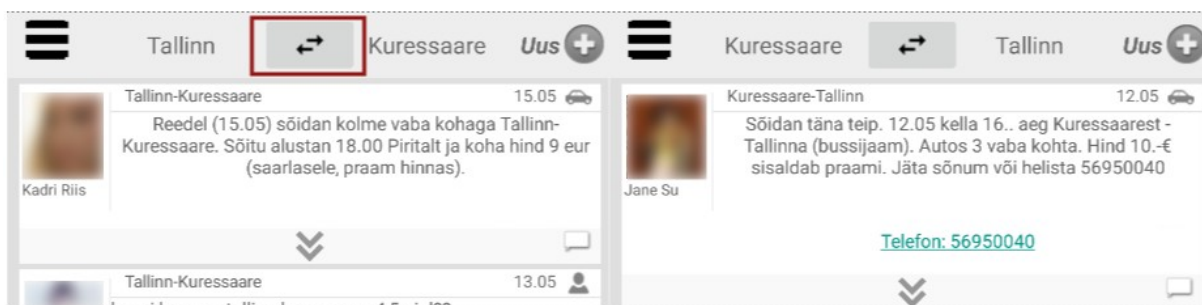 Tallinn
Kuressaare
Uus
Tallinn-Kuressaare
15.05
Reedel (15.05) sõidan kolme vaba kohaga Tallinn-
Kuressaare. Sõitu alustan 18.00 Piritalt ja koha hind 9 eur
(saarlasele, praam hinnas).
Kadri Riis
Tallinn-Kuressaare
13.05
Kuressaare
Tallinn
Uus
Kuressaare-Tallinn
12.05
Sõidan täna teip. 12.05 kella 16.. aeg Kuressaarest -
Tallinna (bussijaam). Autos 3 vaba kohta. Hind 10.-€
sisaldab praami. Jäta sõnum või helista 56950040
Jane Su
Telefon: 56950040